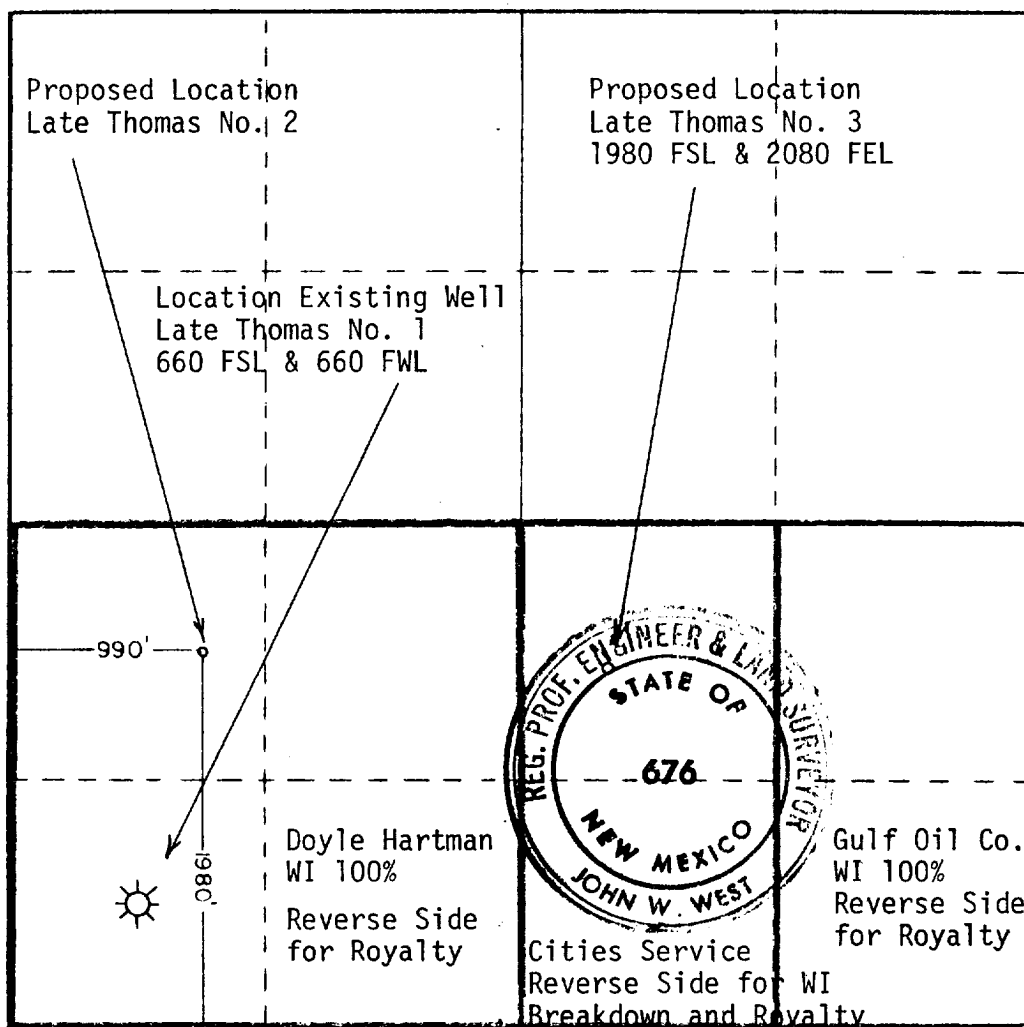 Proposed Location
Late Thomas No. 2
Proposed Location
Late Thomas No. 3
1980 FSL & 2080 FEL
Location Existing Well
Late Thomas No. 1
660 FSL & 660 FWL
990'
1980'
REG. PROF. ENGINEER & LAND SURVEYOR
STATE OF
676
NEW MEXICO
JOHN W. WEST
Doyle Hartman
WI 100%
Reverse Side
for Royalty
Gulf Oil Co.
WI 100%
Reverse Side
for Royalty
Cities Service
Reverse Side for WI
Breakdown and Royalty